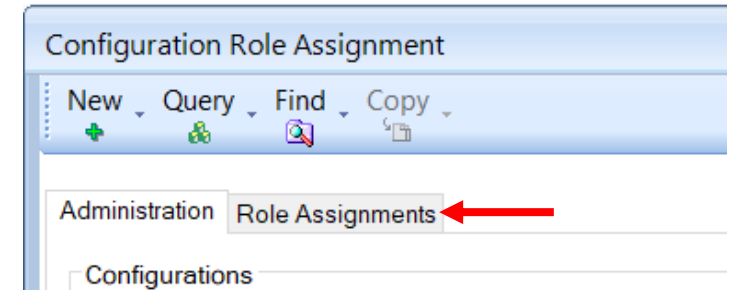 Configuration Role Assignment
New Query Find Copy
Administration Role Assignments
Configurations